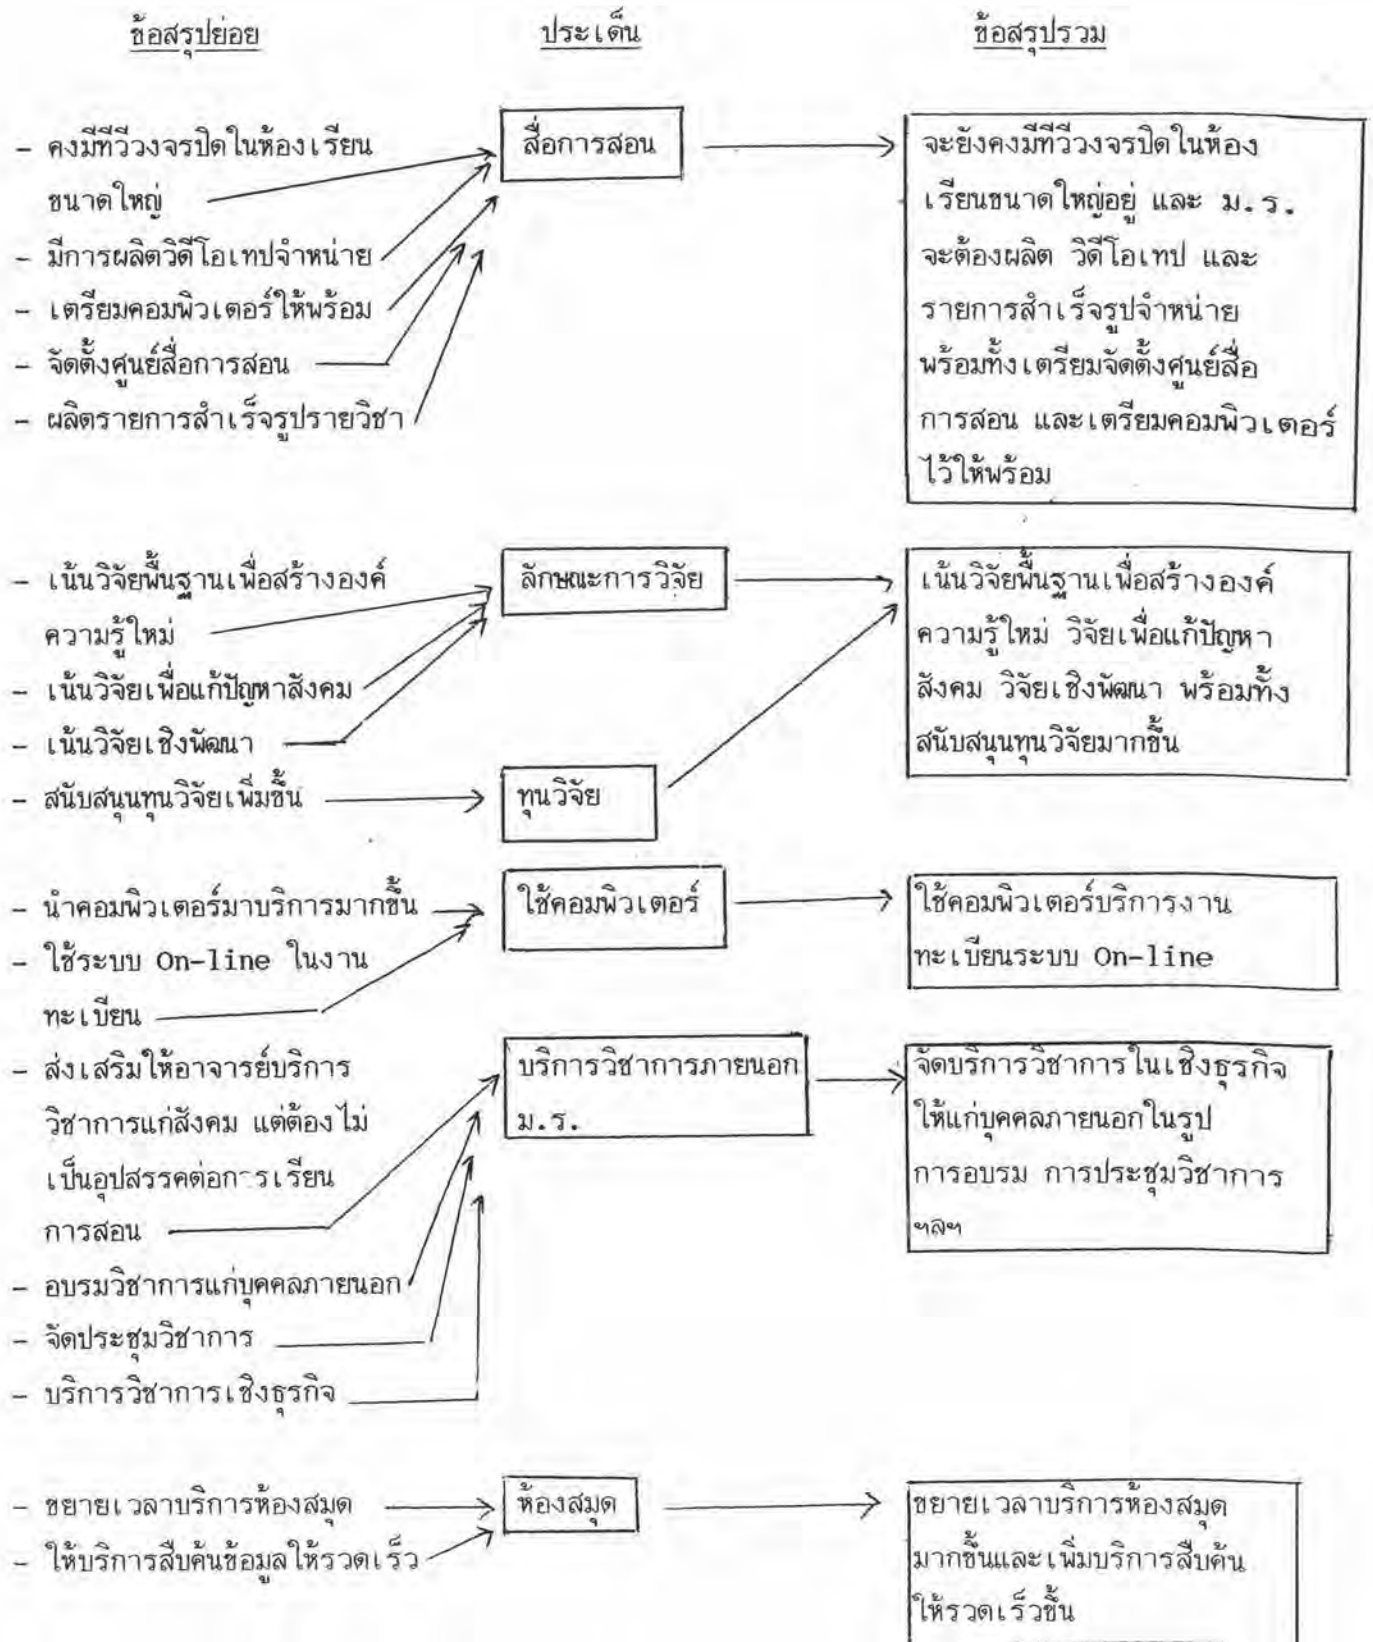 ข้อสรุปย่อย
ประเด็น
ข้อสรุปรวม
- คงมีทีวีวงจรปิดในห้องเรียน
ขนาดใหญ่
- มีการผลิตวิดีโอเทปจำหน่าย
- เตรียมคอมพิวเตอร์ให้พร้อม
- จัดตั้งศูนย์สื่อการสอน
- ผลิตรายการสำเร็จรูปรายวิชา
สื่อการสอน
จะยังคงมีทีวีวงจรปิดในห้อง
เรียนขนาดใหญ่อยู่ และ ม.ร.
จะต้องผลิต วิดีโอเทป และ
รายการสำเร็จรูปจำหน่าย
พร้อมทั้งเตรียมจัดตั้งศูนย์สื่อ
การสอน และเตรียมคอมพิวเตอร์
ไว้ให้พร้อม
- เน้นวิจัยพื้นฐานเพื่อสร้างองค์
ความรู้ใหม่
- เน้นวิจัยเพื่อแก้ปัญหาสังคม
- เน้นวิจัยเชิงพัฒนา
- สนับสนุนทุนวิจัยเพิ่มขึ้น
ลักษณะการวิจัย
ทุนวิจัย
เน้นวิจัยพื้นฐานเพื่อสร้างองค์
ความรู้ใหม่ วิจัยเพื่อแก้ปัญหา
สังคม วิจัยเชิงพัฒนา พร้อมทั้ง
สนับสนุนทุนวิจัยมากขึ้น
- นำคอมพิวเตอร์มาบริการมากขึ้น
- ใช้ระบบ On-line ในงาน
ทะเบียน
ใช้คอมพิวเตอร์
ใช้คอมพิวเตอร์บริการงาน
ทะเบียนระบบ On-line
- ส่งเสริมให้อาจารย์บริการ
วิชาการแก่สังคม แต่ต้องไม่
เป็นอุปสรรคต่อการเรียน
การสอน
- อบรมวิชาการแก่บุคคลภายนอก
- จัดประชุมวิชาการ
- บริการวิชาการเชิงธุรกิจ
บริการวิชาการภายนอก
ม.ร.
จัดบริการวิชาการในเชิงธุรกิจ
ให้แก่บุคคลภายนอกในรูป
การอบรม การประชุมวิชาการ
ฯลฯ
- ขยายเวลาบริการห้องสมุด
- ให้บริการสืบค้นข้อมูลให้รวดเร็ว
ห้องสมุด
ขยายเวลาบริการห้องสมุด
มากขึ้นและเพิ่มบริการสืบค้น
ให้รวดเร็วขึ้น